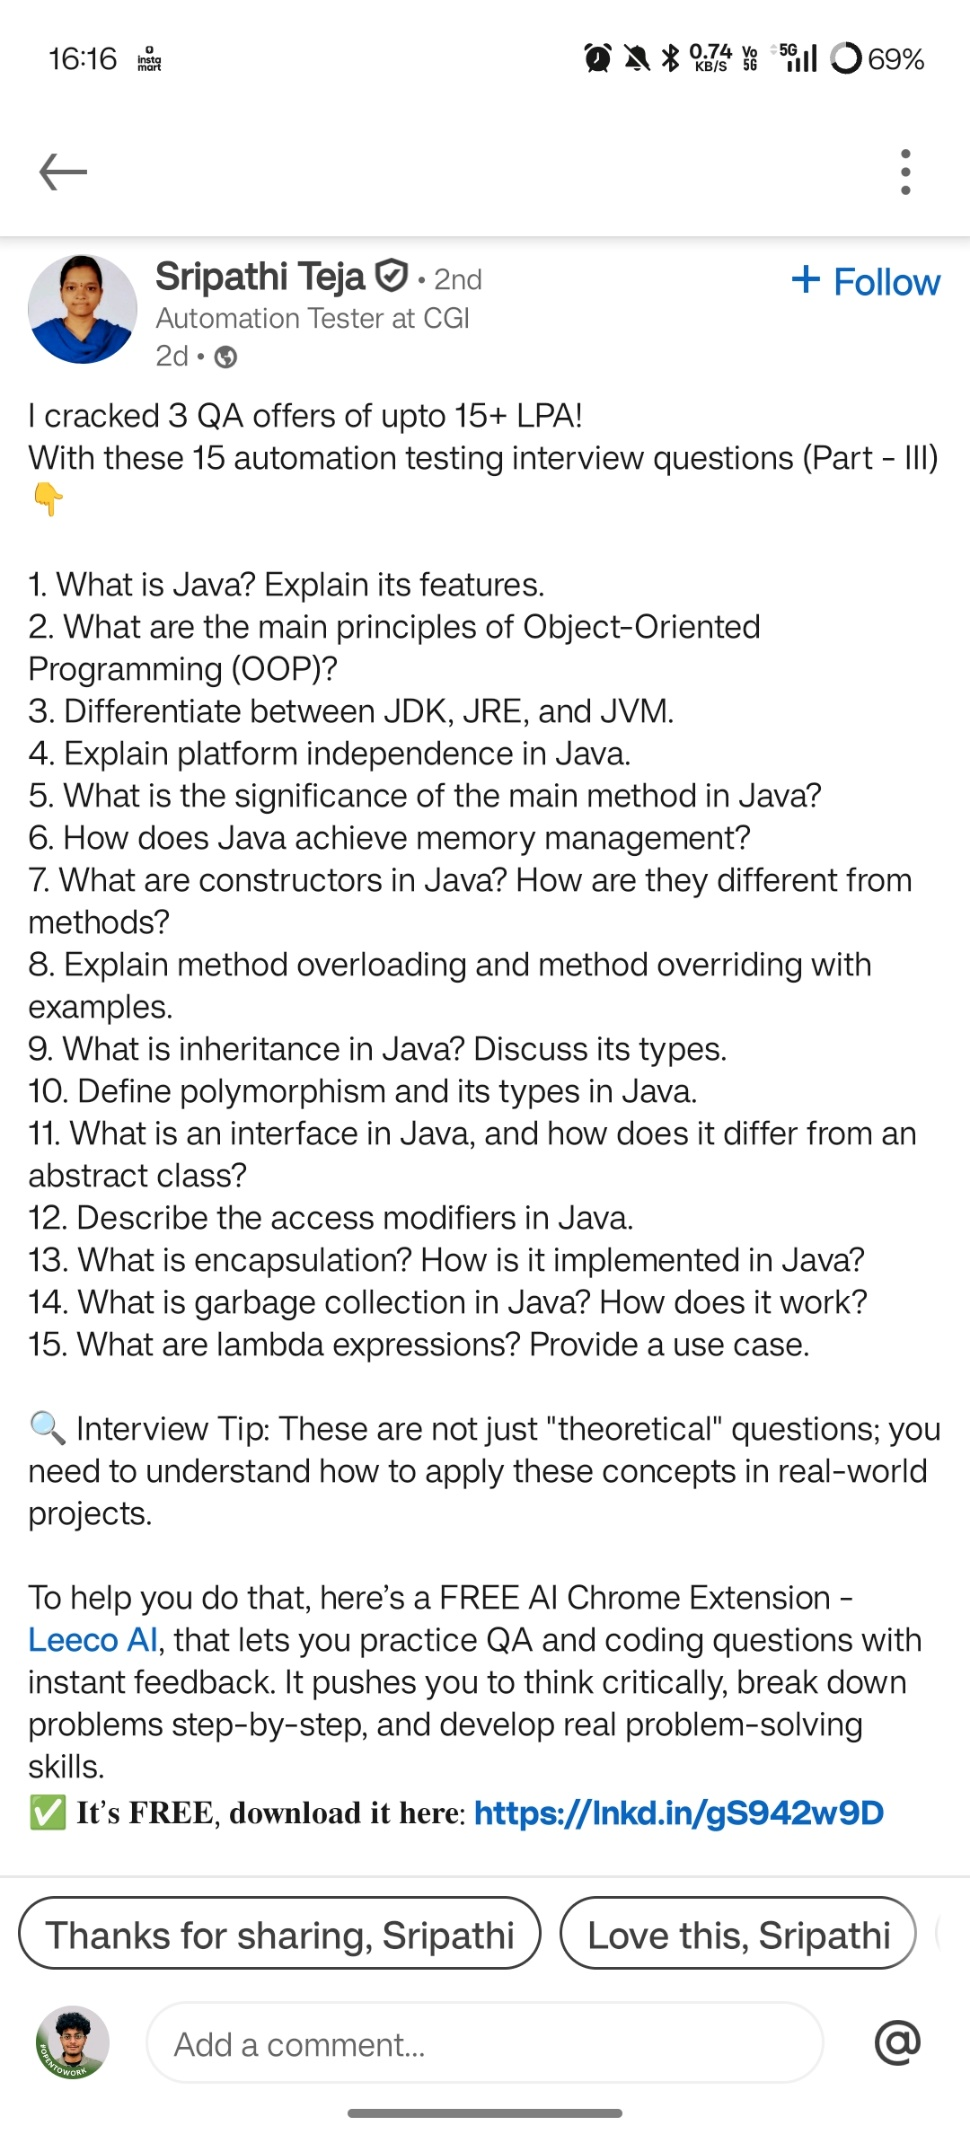 16:16 insta mart 0.74 KB/S Vo 5G 5G 69%
Sripathi Teja • 2nd
+ Follow
Automation Tester at CGI
2d •
I cracked 3 QA offers of upto 15+ LPA!
With these 15 automation testing interview questions (Part - III)
👇
1. What is Java? Explain its features.
2. What are the main principles of Object-Oriented
Programming (OOP)?
3. Differentiate between JDK, JRE, and JVM.
4. Explain platform independence in Java.
5. What is the significance of the main method in Java?
6. How does Java achieve memory management?
7. What are constructors in Java? How are they different from
methods?
8. Explain method overloading and method overriding with
examples.
9. What is inheritance in Java? Discuss its types.
10. Define polymorphism and its types in Java.
11. What is an interface in Java, and how does it differ from an
abstract class?
12. Describe the access modifiers in Java.
13. What is encapsulation? How is it implemented in Java?
14. What is garbage collection in Java? How does it work?
15. What are lambda expressions? Provide a use case.
🔍 Interview Tip: These are not just "theoretical" questions; you
need to understand how to apply these concepts in real-world
projects.
To help you do that, here's a FREE AI Chrome Extension -
Leeco AI, that lets you practice QA and coding questions with
instant feedback. It pushes you to think critically, break down
problems step-by-step, and develop real problem-solving
skills.
✅ It's FREE, download it here: https://lnkd.in/gS942w9D
Thanks for sharing, Sripathi
Love this, Sripathi
#OPENTOWORK
Add a comment...
@